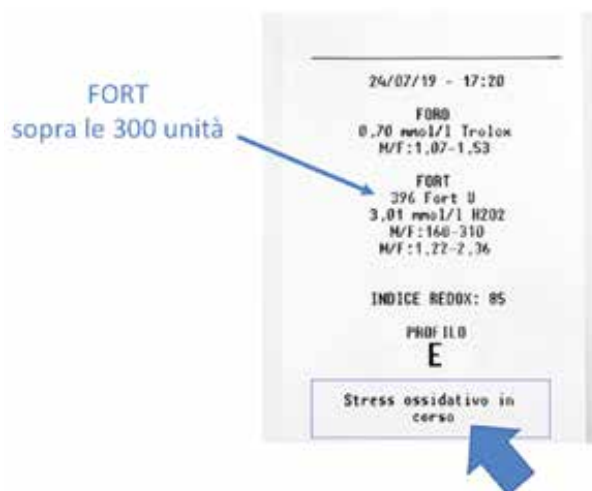 FORT
sopra le 300 unità
24/07/19 - 17:20
FORD
0,70 mmol/l Trolox
M/F:1,07-1,53
FORT
396 Fort U
3,01 mmol/l H2O2
M/F:160-310
M/F:1,22-2,36
INDICE REDOX: 85
PROFILO
E
Stress ossidativo in
corso